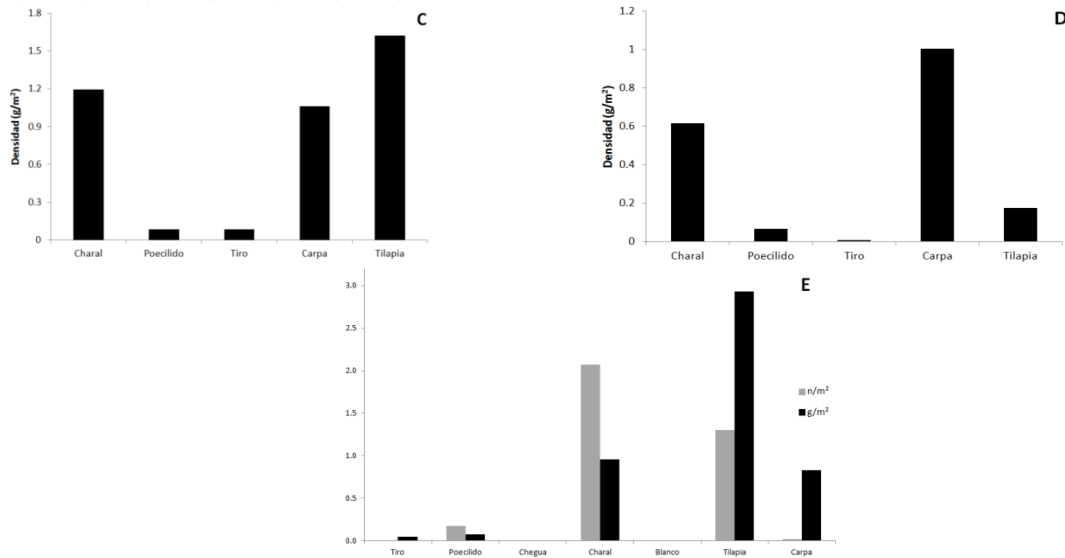 C
Densidad (g/m²)
1.8
1.5
1.2
0.9
0.6
0.3
0
Charal Poecilido Tiro Carpa Tilapia
D
Densidad (g/m²)
1.2
1
0.8
0.6
0.4
0.2
0
Charal Poecilido Tiro Carpa Tilapia
E
3.0
2.5
2.0
1.5
1.0
0.5
0.0
n/m²
g/m²
Tiro Poecilido Chegua Charal Blanco Tilapia Carpa